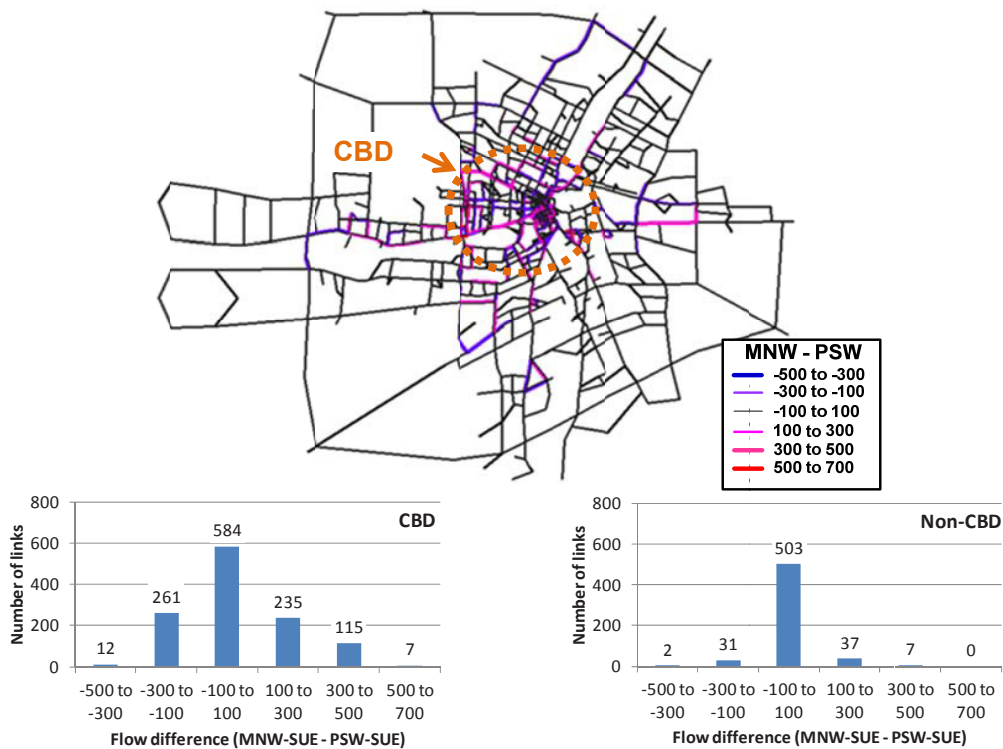 CBD
MNW - PSW
-500 to -300
-300 to -100
-100 to 100
100 to 300
300 to 500
500 to 700
CBD
Number of links
800
600
400
200
0
12
261
584
235
115
7
-500 to -300
-300 to -100
-100 to 100
100 to 300
300 to 500
500 to 700
Flow difference (MNW-SUE - PSW-SUE)
Non-CBD
Number of links
800
600
400
200
0
2
31
503
37
7
0
-500 to -300
-300 to -100
-100 to 100
100 to 300
300 to 500
500 to 700
Flow difference (MNW-SUE - PSW-SUE)